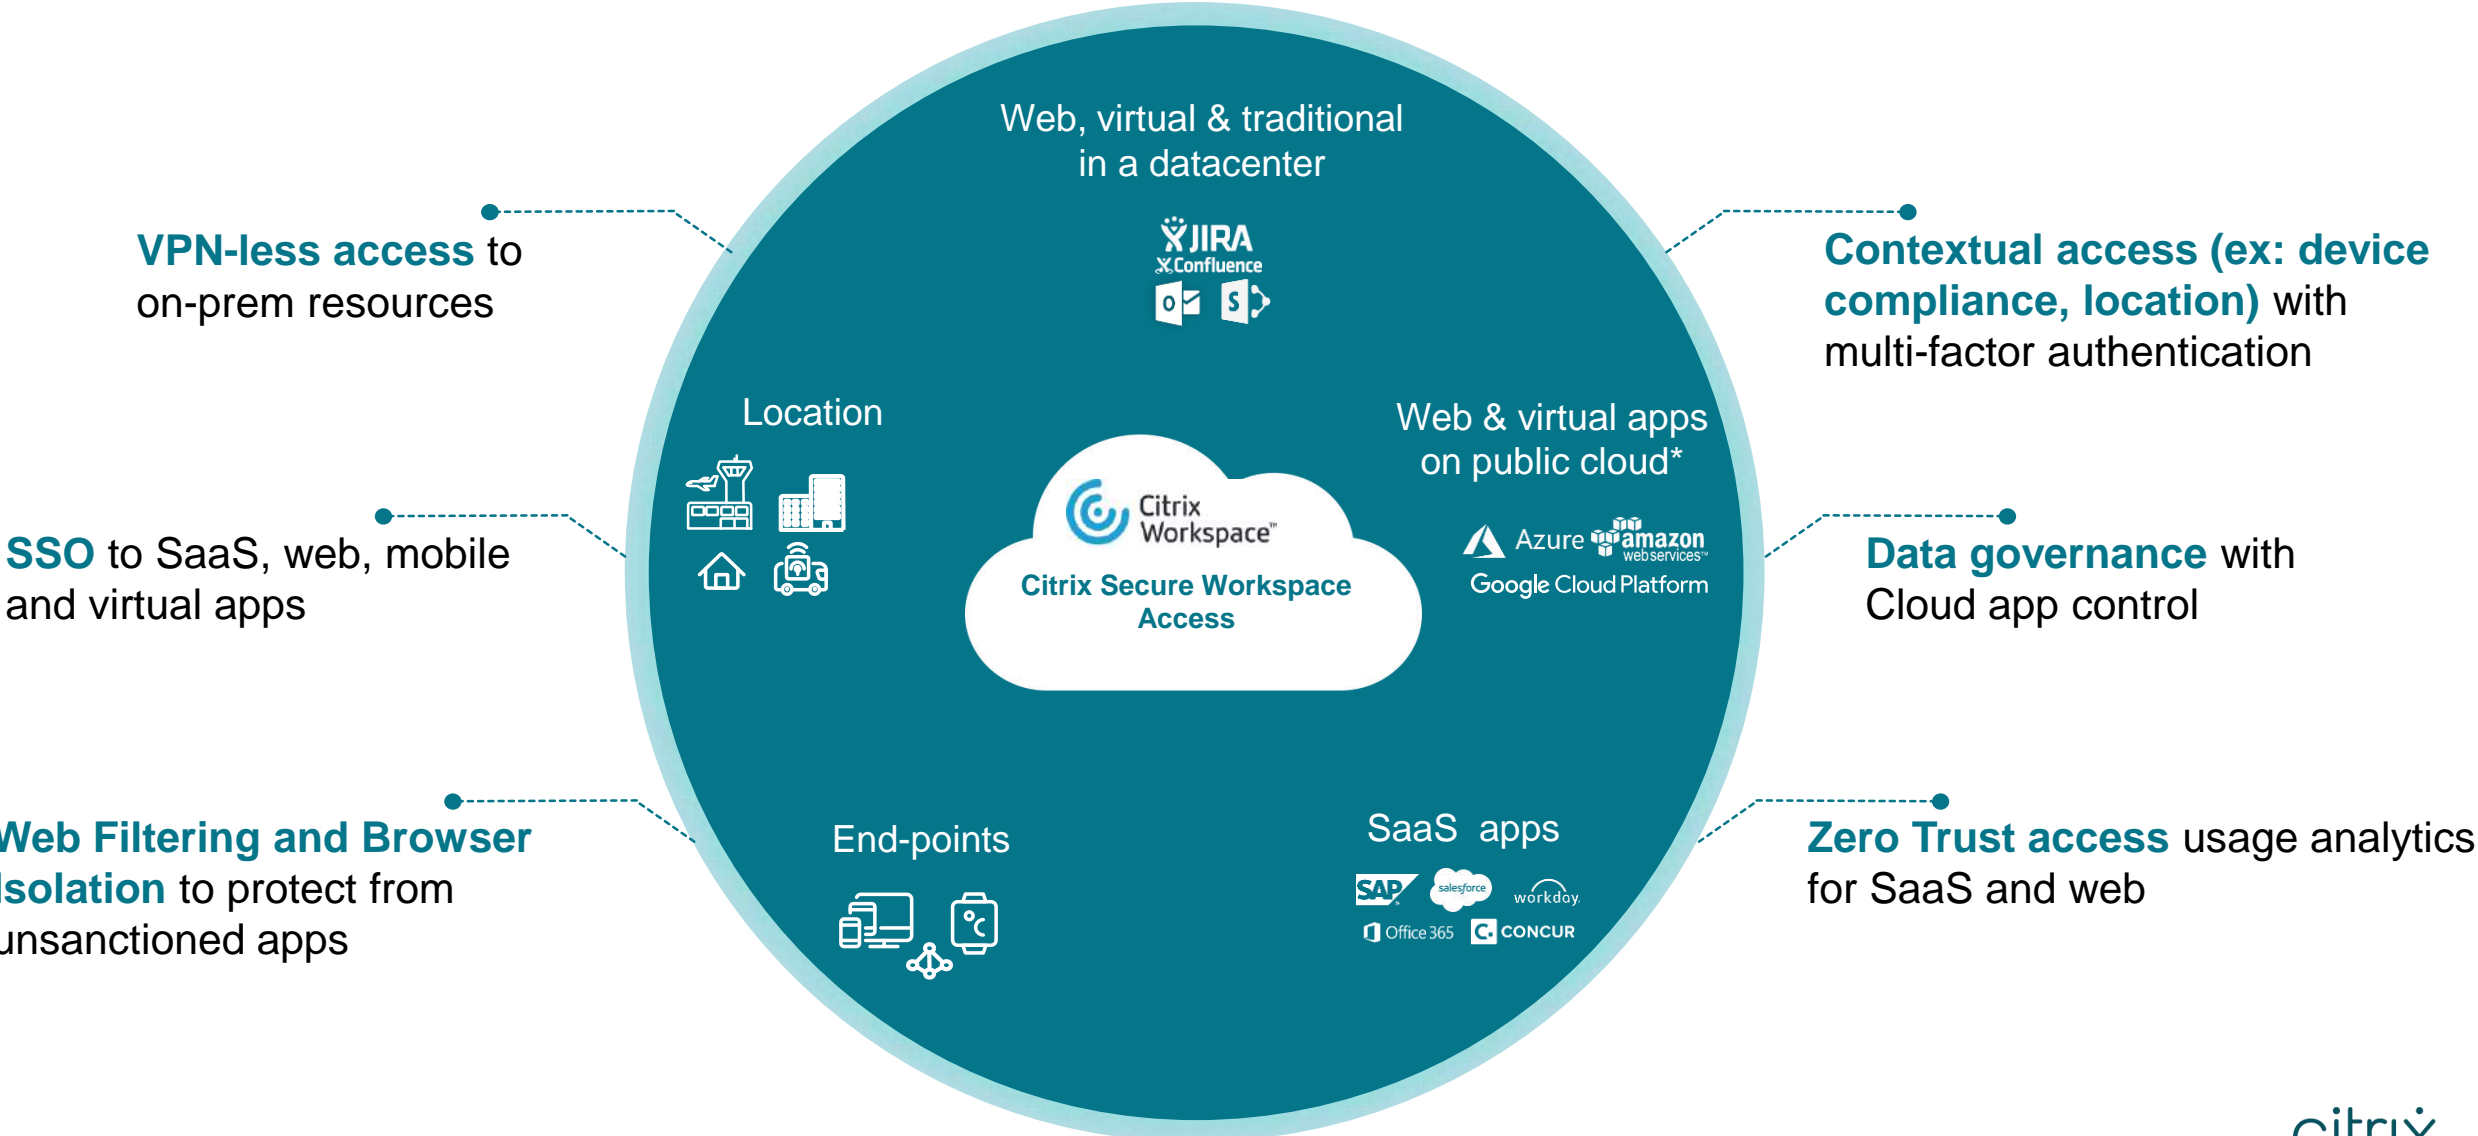 Web, virtual & traditional
in a datacenter
JIRA
Confluence
VPN-less access to
on-prem resources
Contextual access (ex: device
compliance, location) with
multi-factor authentication
Location
Web & virtual apps
on public cloud*
Citrix
Workspace™
Citrix Secure Workspace
Access
Azure
amazon
webservices™
Google Cloud Platform
SSO to SaaS, web, mobile
and virtual apps
Data governance with
Cloud app control
Web Filtering and Browser
Isolation to protect from
unsanctioned apps
End-points
°C
SaaS apps
SAP
salesforce
workday.
Office 365
C. CONCUR
Zero Trust access usage analytics
for SaaS and web
citrix